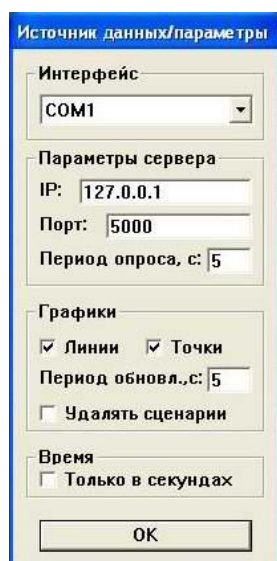 Источник данных/параметры
Интерфейс
COM1
Параметры сервера
IP: 127.0.0.1
Порт: 5000
Период опроса, с: 5
Графики
Линии Точки
Период обновл.,с: 5
Удалять сценарии
Время
Только в секундах
OK